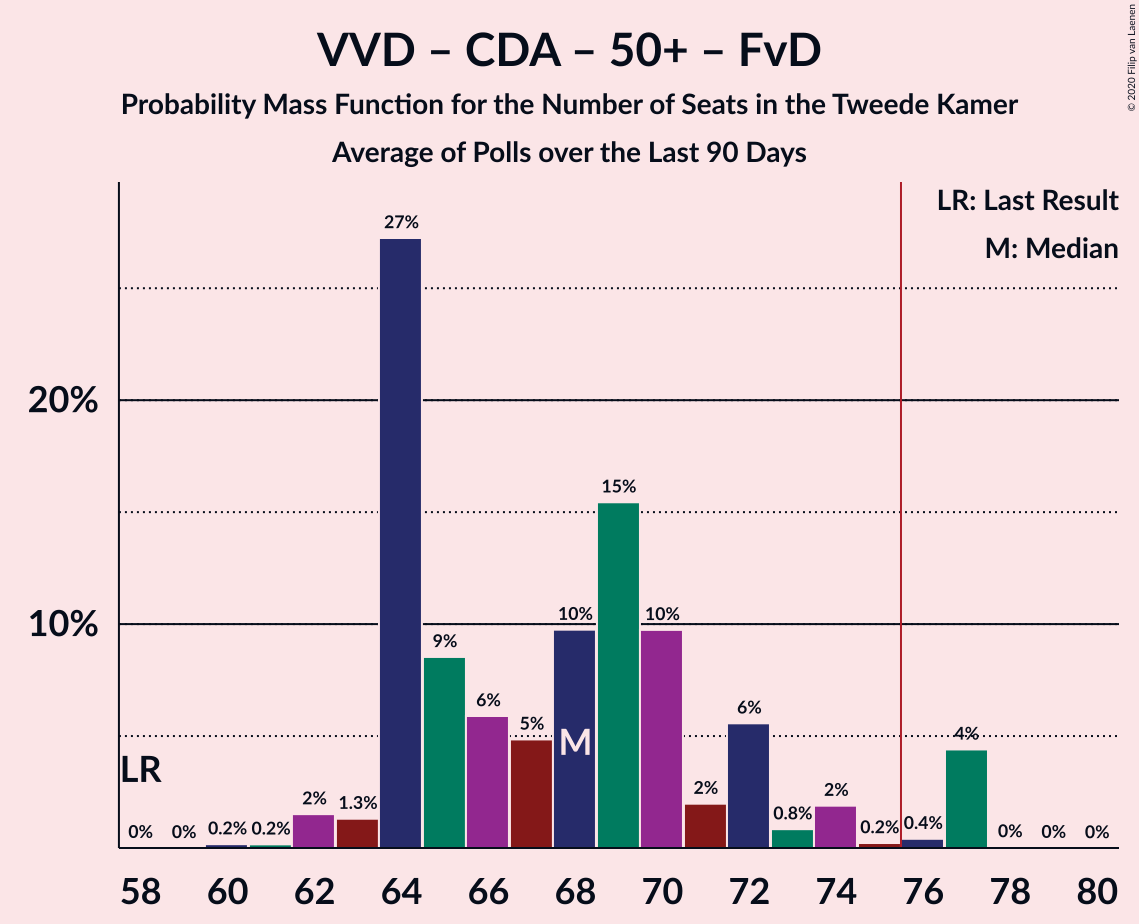 VVD – CDA – 50+ – FvD
Probability Mass Function for the Number of Seats in the Tweede Kamer
Average of Polls over the Last 90 Days
© 2020 Filip van Laenen
LR: Last Result
M: Median
20%
10%
0%
0%
0.2%
0.2%
2%
1.3%
27%
9%
6%
5%
10%
15%
10%
2%
6%
0.8%
2%
0.2%
0.4%
4%
0%
0%
0%
LR
M
58 60 62 64 66 68 70 72 74 76 78 80